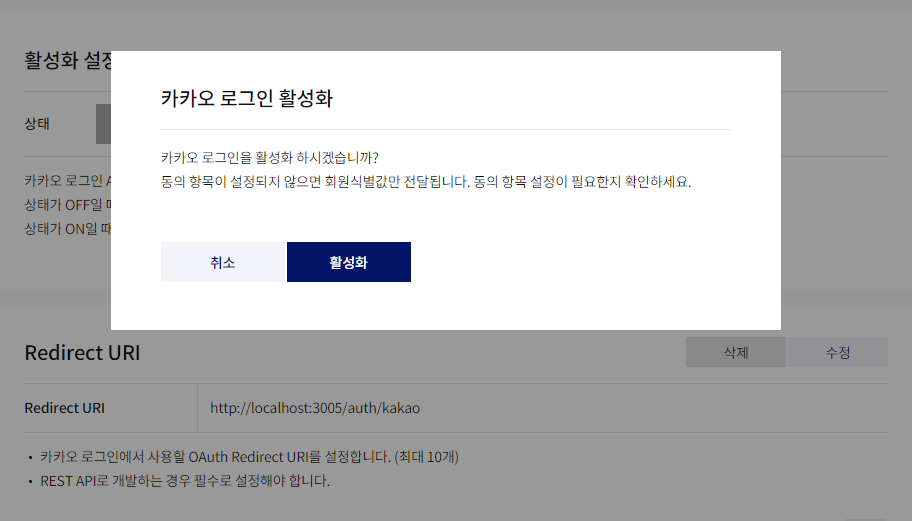 활성화 설정
카카오 로그인 활성화
상태
카카오 로그인을 활성화 하시겠습니까?
동의 항목이 설정되지 않으면 회원식별값만 전달됩니다. 동의 항목 설정이 필요한지 확인하세요.
카카오 로그인 A
상태가 OFF일 때
상태가 ON일 때
취소 활성화
Redirect URI 삭제 수정
Redirect URI http://localhost:3005/auth/kakao
• 카카오 로그인에서 사용할 OAuth Redirect URI를 설정합니다. (최대 10개)
• REST API로 개발하는 경우 필수로 설정해야 합니다.